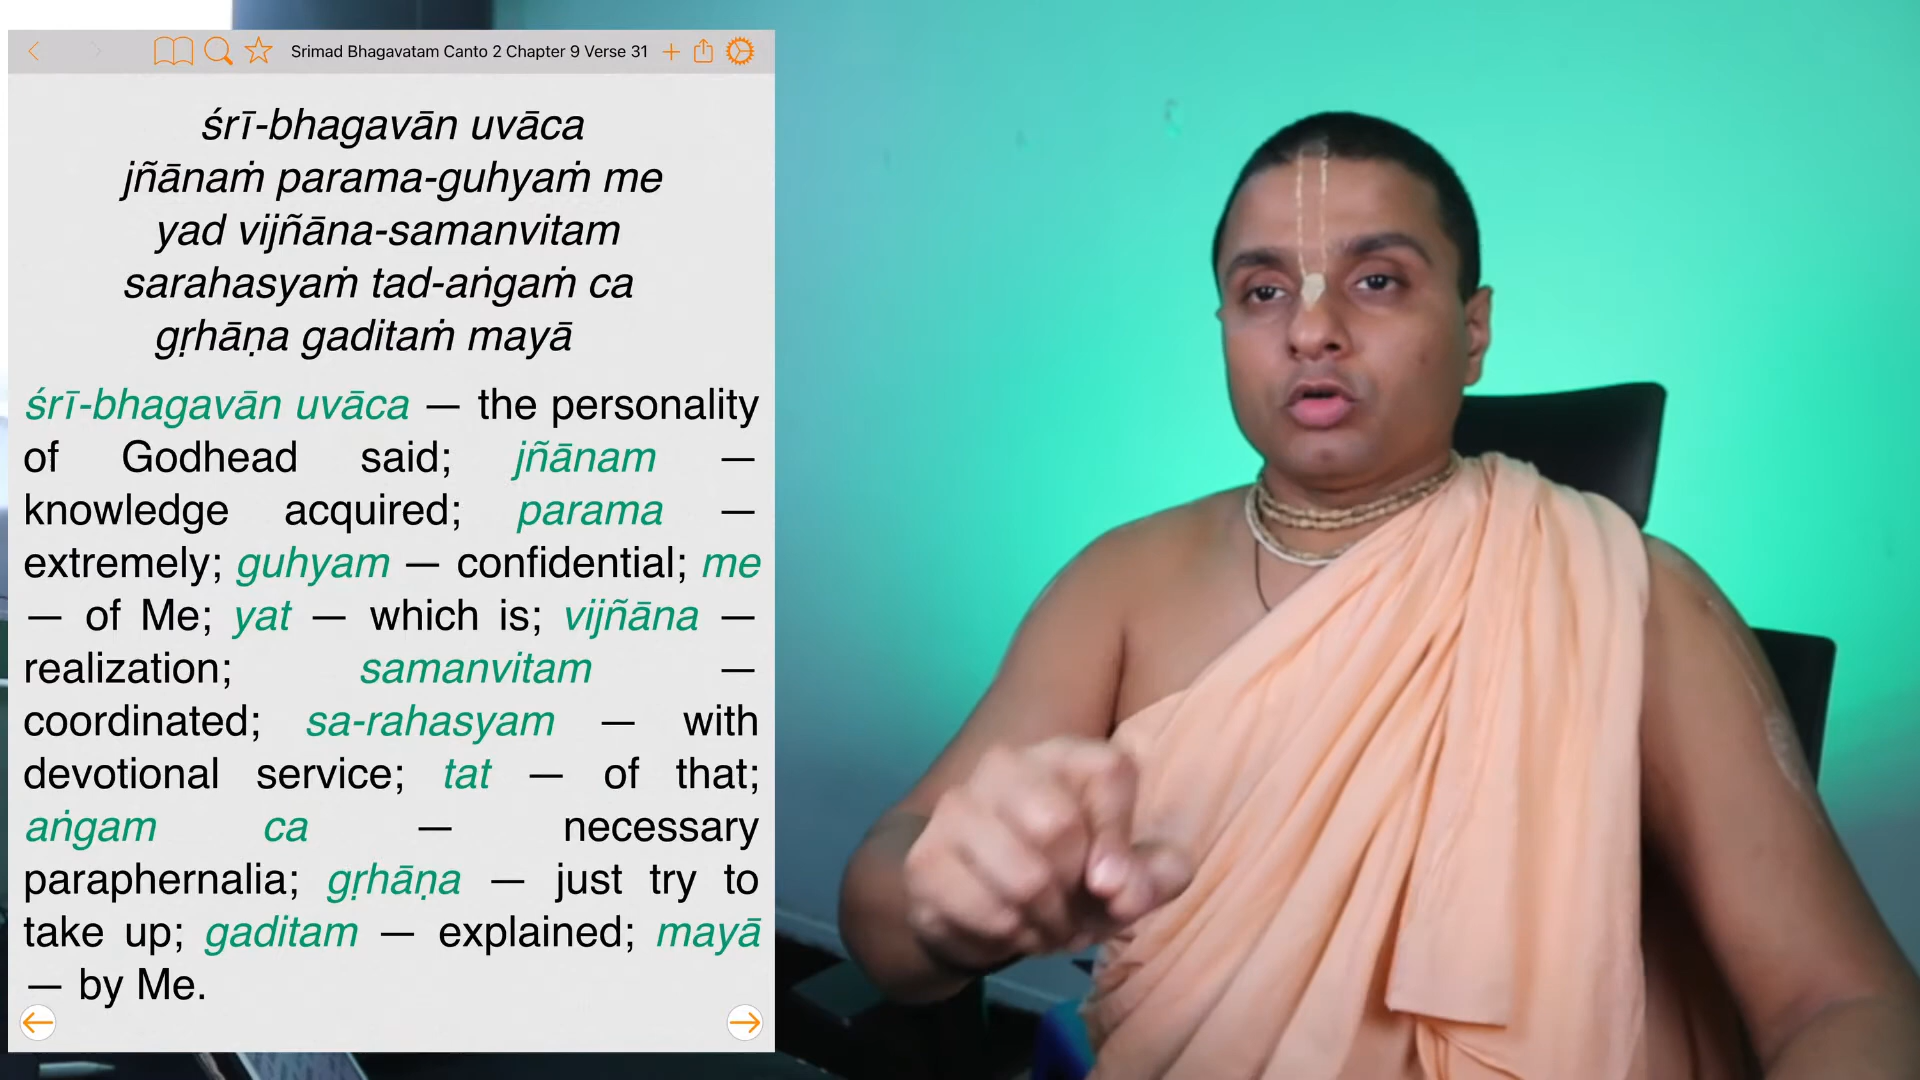 Srimad Bhagavatam Canto 2 Chapter 9 Verse 31
śrī-bhagavān uvāca
jñānaṁ parama-guhyaṁ me
yad vijñāna-samanvitam
sarahasyaṁ tad-aṅgaṁ ca
gṛhāṇa gaditaṁ mayā
śrī-bhagavān uvāca — the personality
of Godhead said; jñānam —
knowledge acquired; parama —
extremely; guhyam — confidential; me
— of Me; yat — which is; vijñāna —
realization; samanvitam —
coordinated; sa-rahasyam — with
devotional service; tat — of that;
aṅgam ca — necessary
paraphernalia; gṛhāṇa — just try to
take up; gaditam — explained; mayā
— by Me.